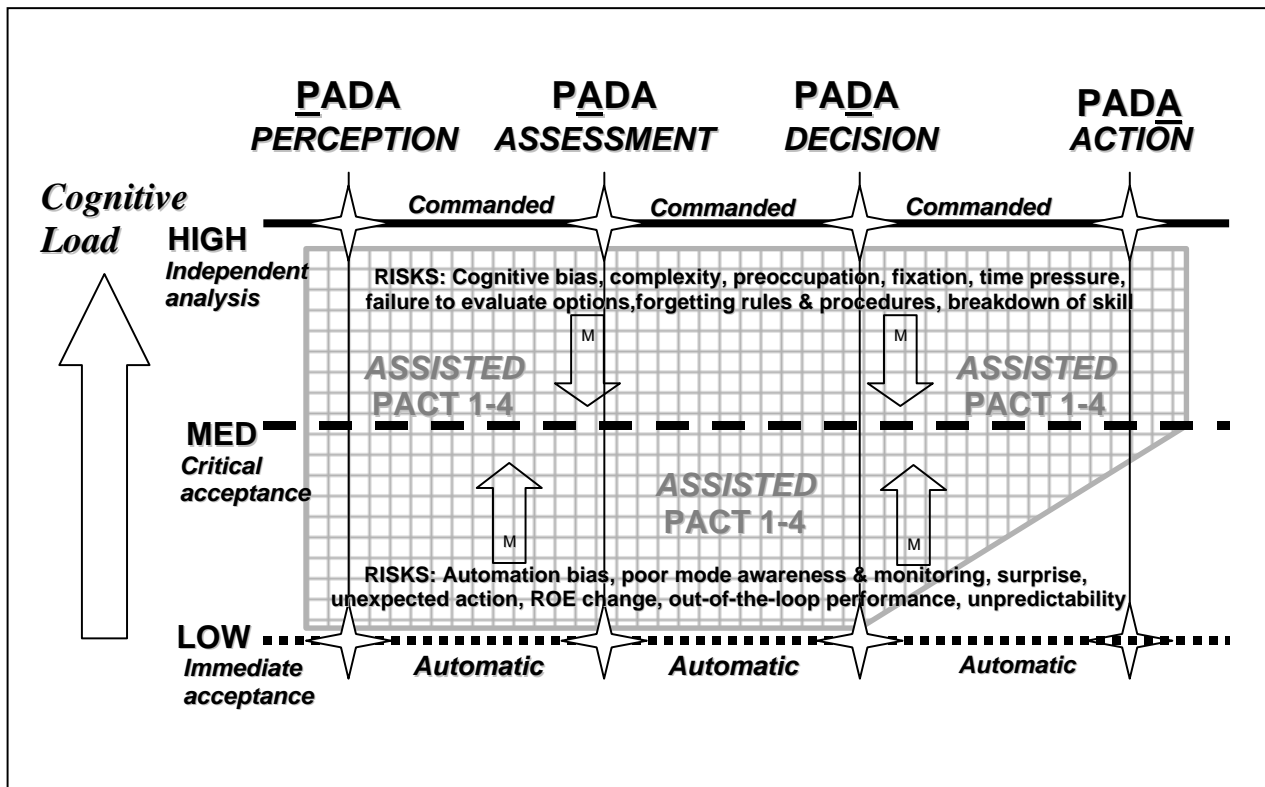 PADA PADA PADA PADA
PERCEPTION ASSESSMENT DECISION ACTION
Cognitive
Load
Commanded Commanded Commanded
HIGH
Independent
analysis
RISKS: Cognitive bias, complexity, preoccupation, fixation, time pressure,
failure to evaluate options,forgetting rules & procedures, breakdown of skill
M M
ASSISTED ASSISTED
PACT 1-4 PACT 1-4
MED
Critical
acceptance
ASSISTED
PACT 1-4
M M
RISKS: Automation bias, poor mode awareness & monitoring, surprise,
unexpected action, ROE change, out-of-the-loop performance, unpredictability
LOW
Immediate
acceptance
Automatic Automatic Automatic